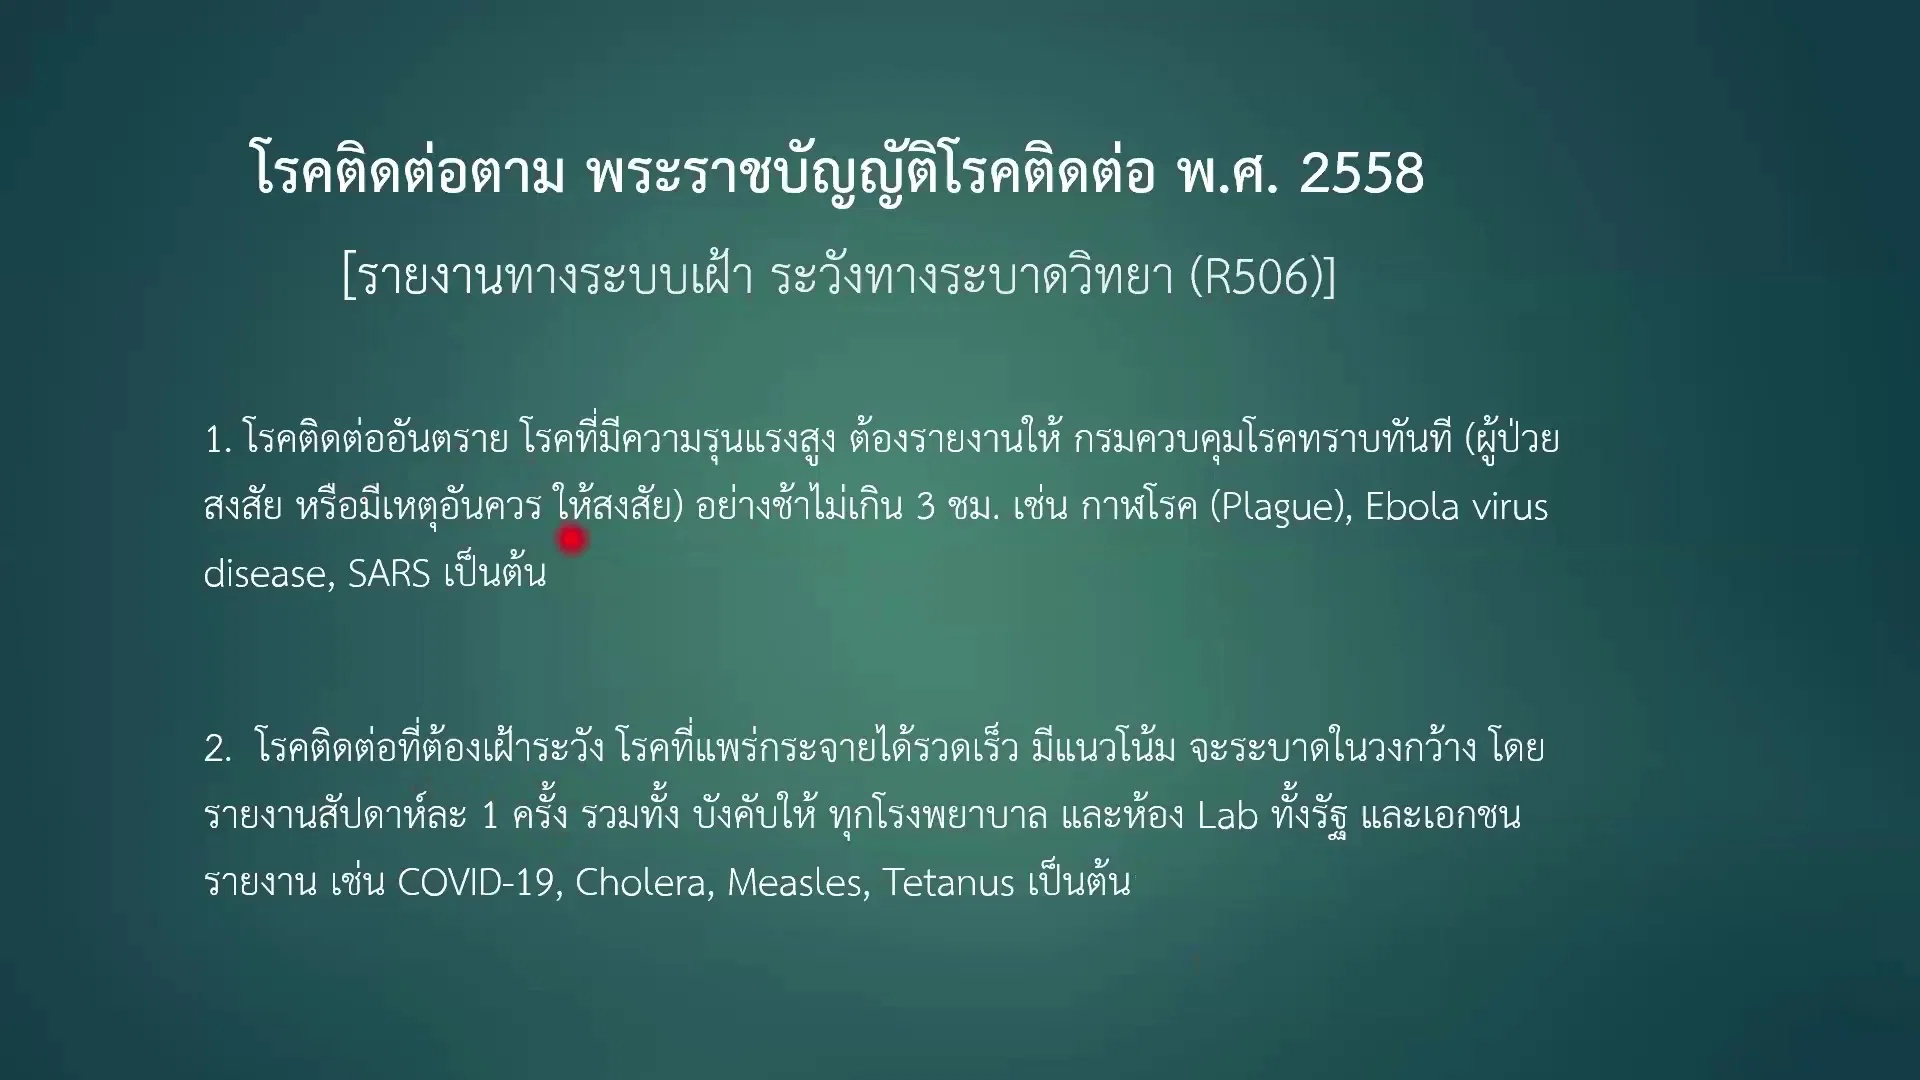 โรคติดต่อตาม พระราชบัญญัติโรคติดต่อ พ.ศ. 2558
[รายงานทางระบบเฝ้า ระวังทางระบาดวิทยา (R506)]
1. โรคติดต่ออันตราย โรคที่มีความรุนแรงสูง ต้องรายงานให้ กรมควบคุมโรคทราบทันที (ผู้ป่วย
สงสัย หรือมีเหตุอันควร ให้สงสัย) อย่างช้าไม่เกิน 3 ชม. เช่น กาฬโรค (Plague), Ebola virus
disease, SARS เป็นต้น
2. โรคติดต่อที่ต้องเฝ้าระวัง โรคที่แพร่กระจายได้รวดเร็ว มีแนวโน้ม จะระบาดในวงกว้าง โดย
รายงานสัปดาห์ละ 1 ครั้ง รวมทั้ง บังคับให้ ทุกโรงพยาบาล และห้อง Lab ทั้งรัฐ และเอกชน
รายงาน เช่น COVID-19, Cholera, Measles, Tetanus เป็นต้น